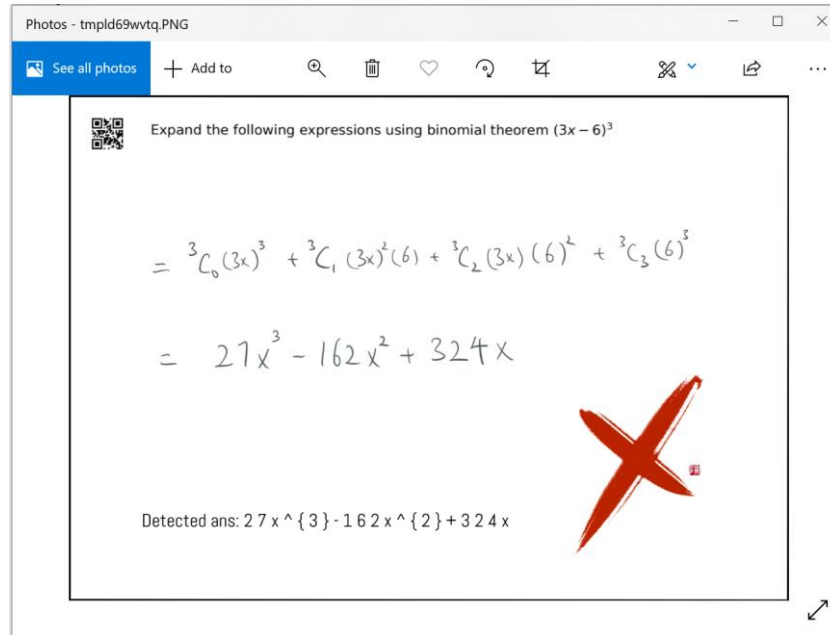 Photos - tmpld69wvtq.PNG
See all photos + Add to
Expand the following expressions using binomial theorem (3x − 6)³
= ³C₀(3x)³ + ³C₁(3x)²(6) + ³C₂(3x)(6)² + ³C₃(6)³
= 27x³ − 162x² + 324x
Detected ans: 2 7 x ^ { 3 } - 1 6 2 x ^ { 2 } + 3 2 4 x